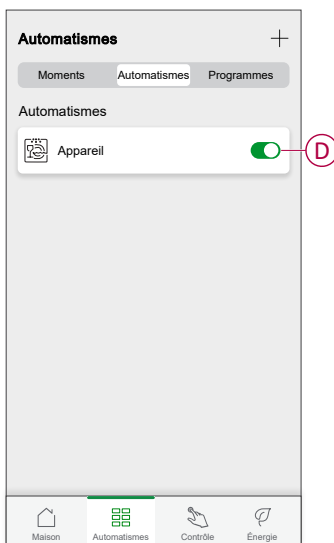 Automatismes
Moments Automatismes Programmes
Automatismes
Appareil
D
Maison Automatismes Contrôle Énergie